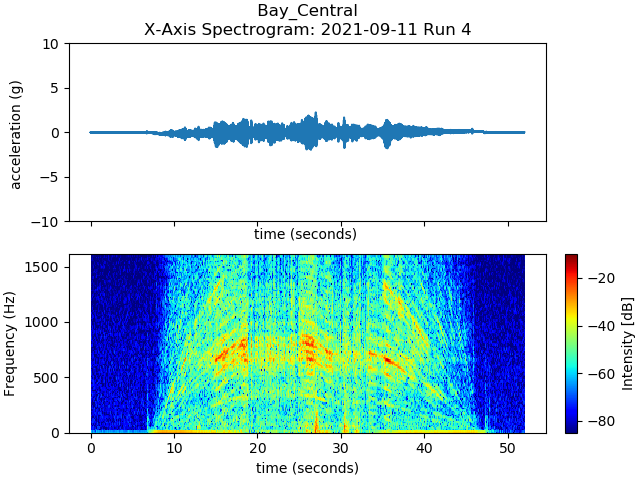 Bay_Central
X-Axis Spectrogram: 2021-09-11 Run 4
10
5
0
−5
−10
acceleration (g)
time (seconds)
1500
1000
500
0
Frequency (Hz)
0 10 20 30 40 50
time (seconds)
−20
−40
−60
−80
Intensity [dB]